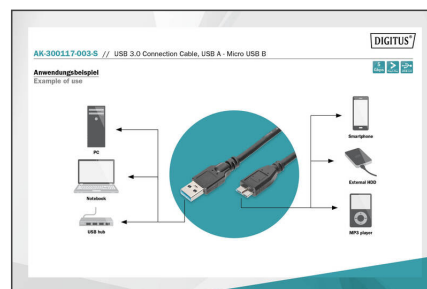 DIGITUS®
AK-300117-003-S // USB 3.0 Connection Cable, USB A - Micro USB B
Anwendungsbeispiel
Example of use
PC
Notebook
USB hub
Smartphone
External HDD
MP3 player